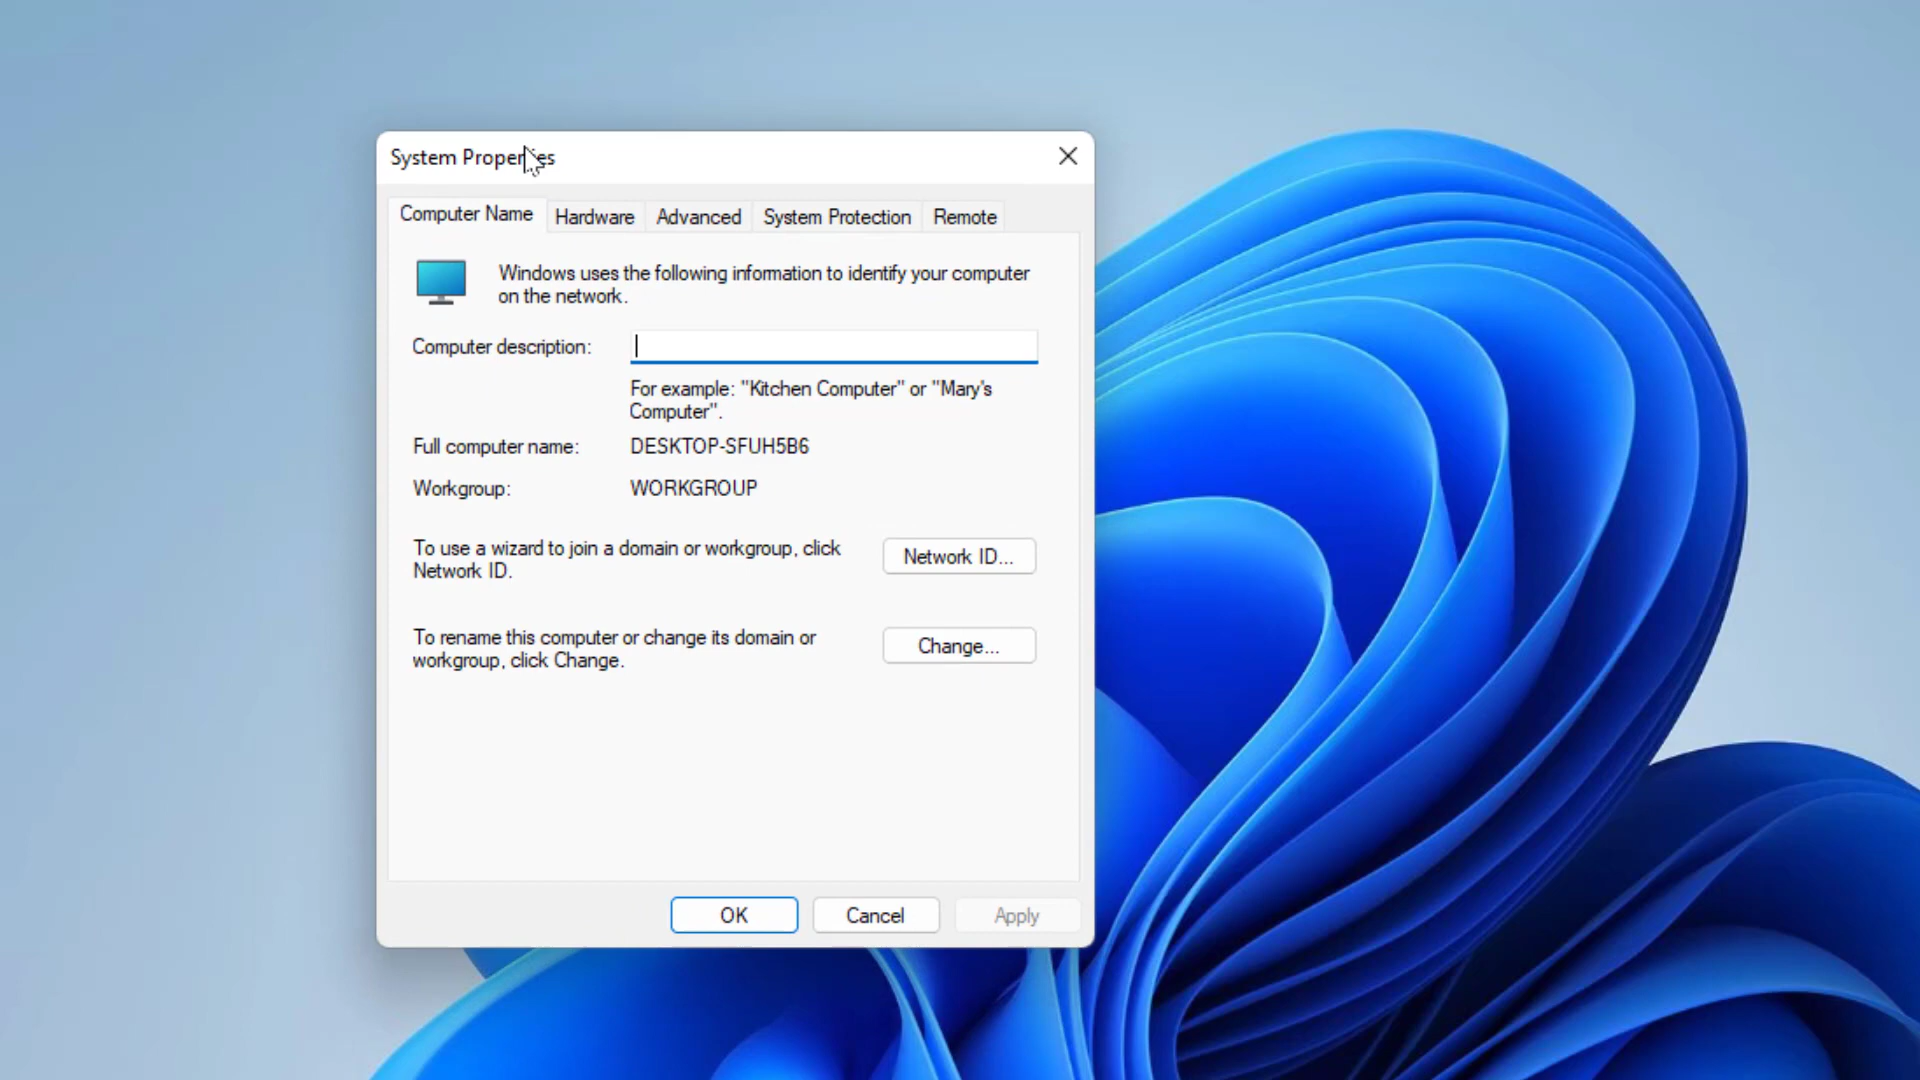 System Properties
Computer Name
Hardware
Advanced
System Protection
Remote
Windows uses the following information to identify your computer
on the network.
Computer description:
For example: "Kitchen Computer" or "Mary's
Computer".
Full computer name:
DESKTOP-SFUH5B6
Workgroup:
WORKGROUP
To use a wizard to join a domain or workgroup, click
Network ID.
Network ID...
To rename this computer or change its domain or
workgroup, click Change.
Change...
OK
Cancel
Apply